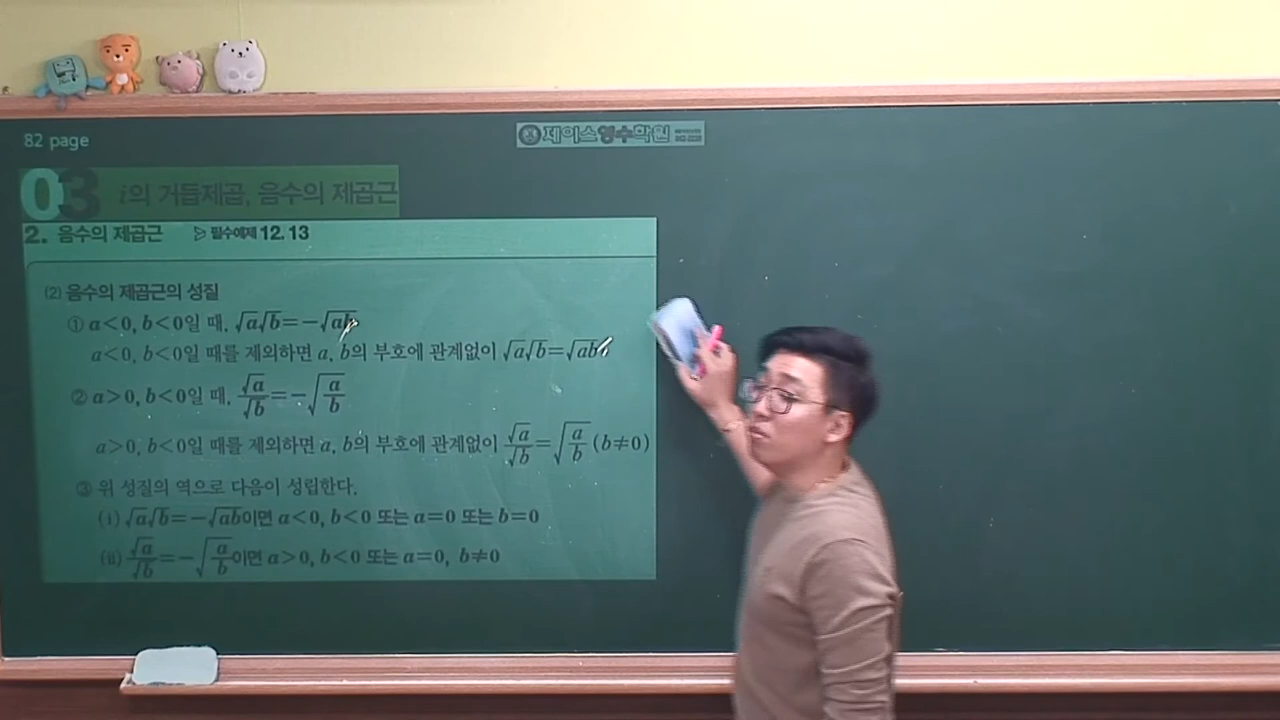 82 page
제이스영수학원
03 i의 거듭제곱, 음수의 제곱근
2. 음수의 제곱근 ▷ 필수예제 12, 13
(2) 음수의 제곱근의 성질
① a<0, b<0일 때, √a√b=-√ab
a<0, b<0일 때를 제외하면 a, b의 부호에 관계없이 √a√b=√ab
② a>0, b<0일 때, √a/√b=-√(a/b)
a>0, b<0일 때를 제외하면 a, b의 부호에 관계없이 √a/√b=√(a/b) (b≠0)
③ 위 성질의 역으로 다음이 성립한다.
(i) √a√b=-√ab이면 a<0, b<0 또는 a=0 또는 b=0
(ii) √a/√b=-√(a/b)이면 a>0, b<0 또는 a=0, b≠0